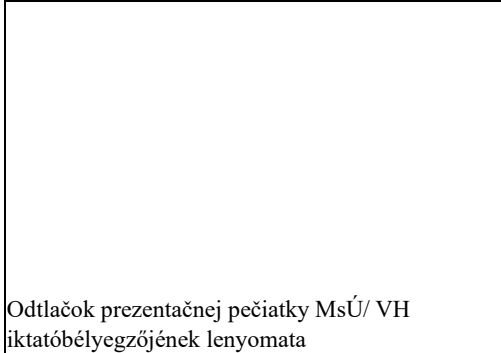 Odtlačok prezentačnej pečiatky MsÚ/ VH
iktatóbélyegzőjének lenyomata